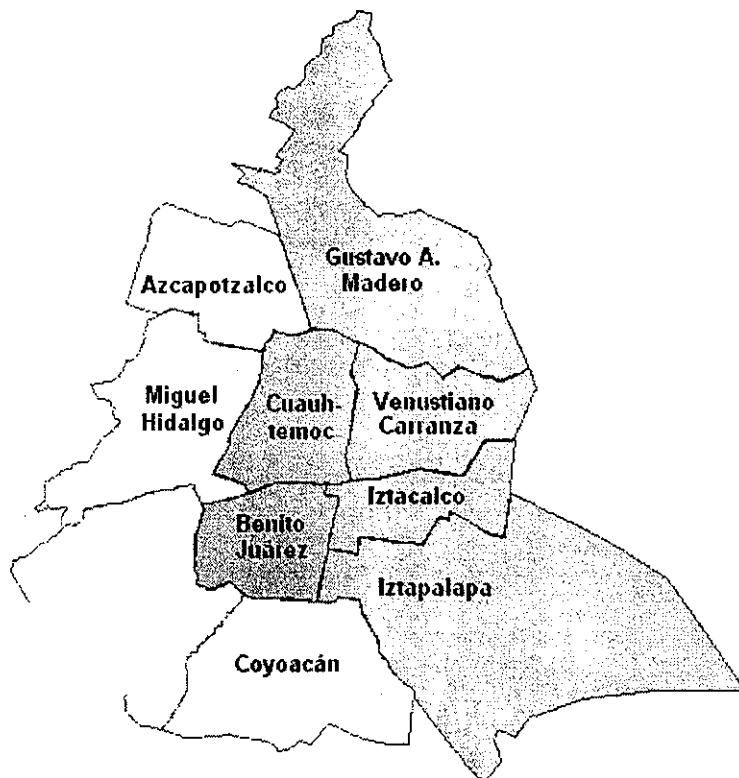 Gustavo A.
Madero
Azcapotzalco
Miguel
Hidalgo
Cuauh-
temoc
Venustiano
Carranza
Iztacalco
Benito
Juárez
Iztapalapa
Coyoacán